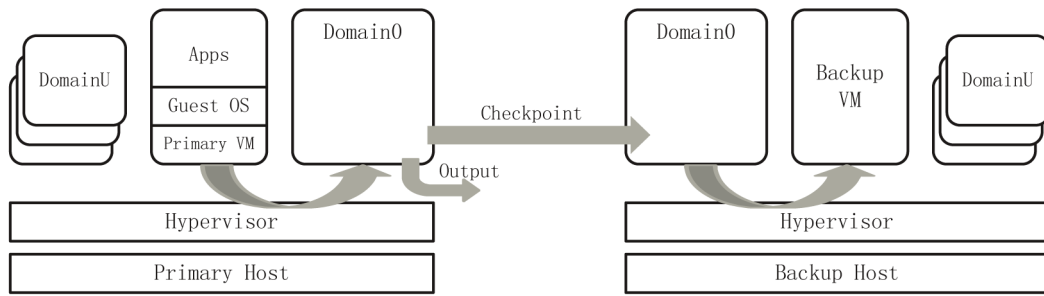 DomainU
Apps
Guest OS
Primary VM
Domain0
Checkpoint
Output
Domain0
Backup
VM
DomainU
Hypervisor
Hypervisor
Primary Host
Backup Host